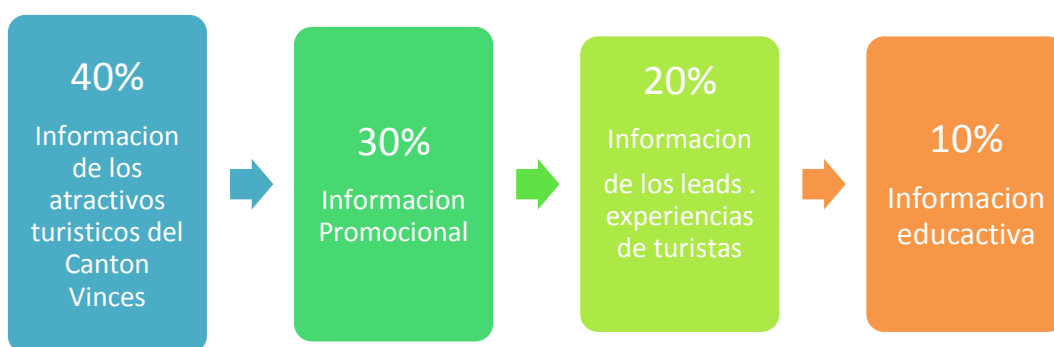 40%
Informacion
de los
atractivos
turisticos del
Canton
Vinces
30%
Informacion
Promocional
20%
Informacion
de los leads .
experiencias
de turistas
10%
Informacion
educactiva